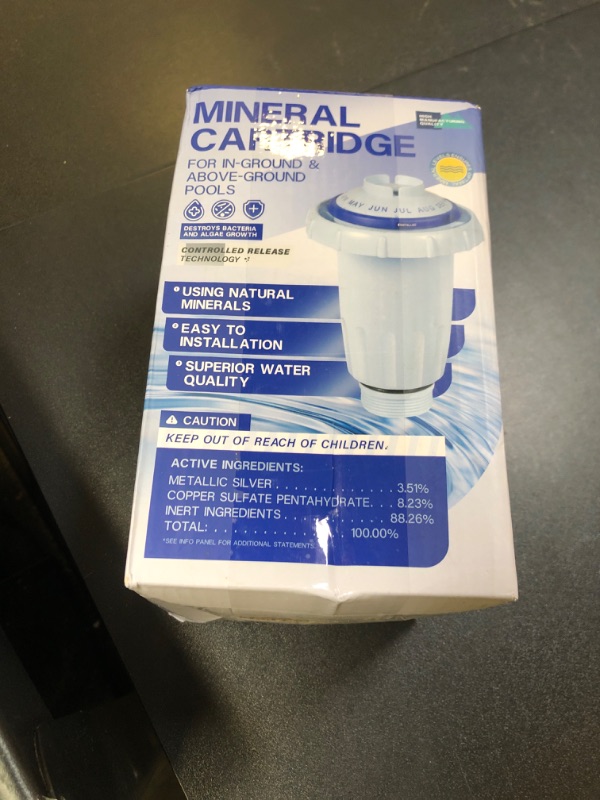 MINERAL
CARTRIDGE
FOR IN-GROUND &
ABOVE-GROUND
POOLS
DESTROYS BACTERIA
AND ALGAE GROWTH
CONTROLLED RELEASE
TECHNOLOGY
MAY JUN JUL AUG
USING NATURAL
MINERALS
EASY TO
INSTALLATION
SUPERIOR WATER
QUALITY
CAUTION
KEEP OUT OF REACH OF CHILDREN.
ACTIVE INGREDIENTS:
METALLIC SILVER . . . . . . . . . . . . . 3.51%
COPPER SULFATE PENTAHYDRATE. . . 8.23%
INERT INGREDIENTS . . . . . . . . . . . 88.26%
TOTAL: . . . . . . . . . . . . . 100.00%
*SEE INFO PANEL FOR ADDITIONAL STATEMENTS